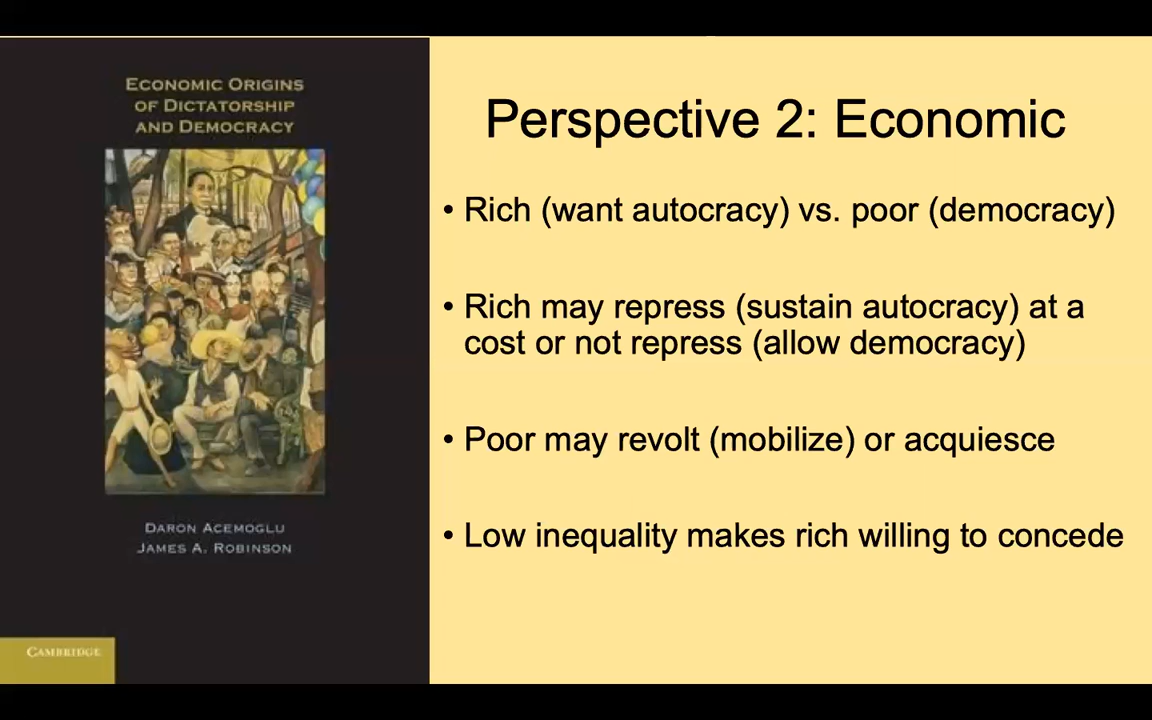 ECONOMIC ORIGINS
OF DICTATORSHIP
AND DEMOCRACY
DARON ACEMOGLU
JAMES A. ROBINSON
CAMBRIDGE
Perspective 2: Economic
• Rich (want autocracy) vs. poor (democracy)
• Rich may repress (sustain autocracy) at a
cost or not repress (allow democracy)
• Poor may revolt (mobilize) or acquiesce
• Low inequality makes rich willing to concede